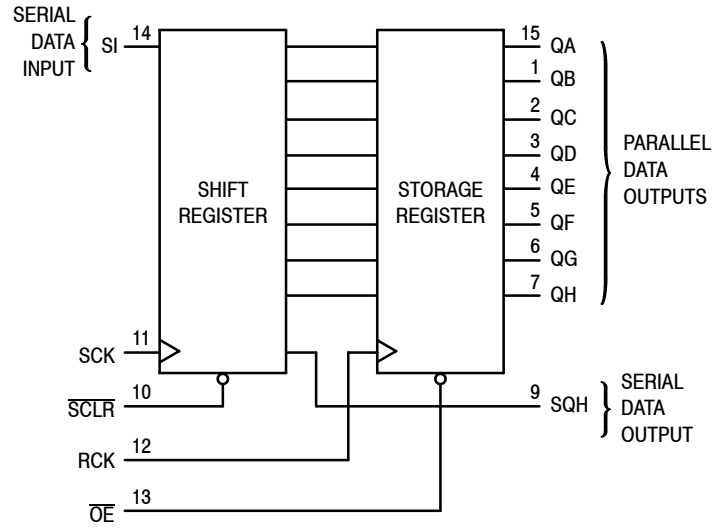 SERIAL
DATA
INPUT
14
SI
SHIFT
REGISTER
STORAGE
REGISTER
15 QA
1 QB
2 QC
3 QD
4 QE
5 QF
6 QG
7 QH
PARALLEL
DATA
OUTPUTS
11
SCK
10
SCLR
12
RCK
13
OE
9 SQH
SERIAL
DATA
OUTPUT